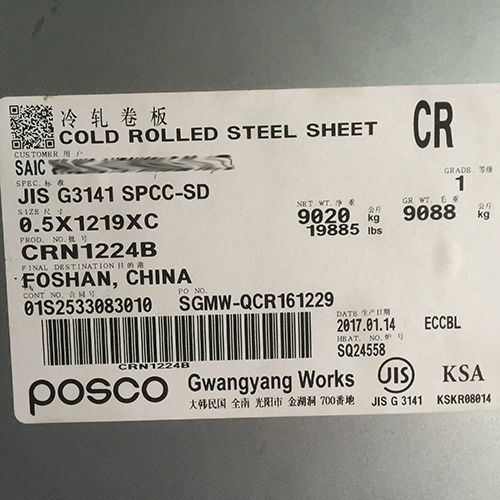 冷轧卷板
COLD ROLLED STEEL SHEET
CR
CUSTOMER 用户
SAIC
GRADE. 等级
1
SPEC. 标准
JIS G3141 SPCC-SD
SIZE 尺寸
0.5X1219XC
NET WT. 净重
9020 公斤 kg
19885 lbs
GR WT. 毛重
9088 公斤 kg
PROD. NO. 批号
CRN1224B
FINAL DESTINATION 目的港
FOSHAN, CHINA
CONT NO. 合同号
01S2533083010
PO NO.
SGMW-QCR161229
DATE 生产日期
2017.01.14
ECCBL
HEAT. NO. 炉号
SQ24558
CRN1224B
posco
Gwangyang Works
大韩民国 全南 光阳市 金湖洞 700番地
JIS
JIS G 3141
KSA
KSKR08014